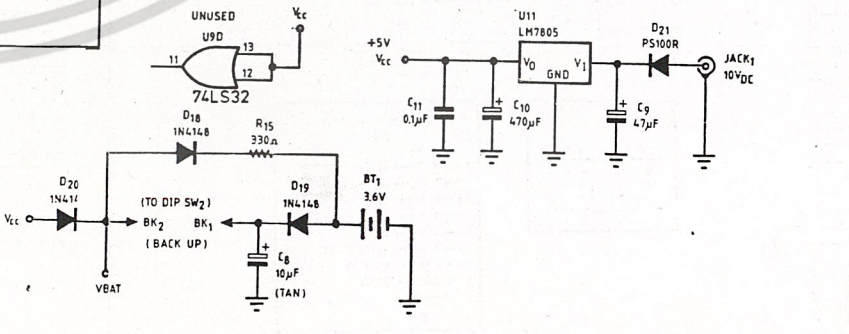 UNUSED
U9D
11
13
12
74LS32
VCC
+5V
VCC
U11
LM7805
VO
VI
GND
D21
PS100R
JACK1
10VDC
C11
0.1µF
C10
+
470µF
+
C9
47µF
D18
1N4148
R15
330Ω
D20
1N414
VCC
(TO DIP SW2)
BK2
BK1
(BACK UP)
D19
1N4148
BT1
3.6V
+
C8
10µF
(TAN)
VBAT